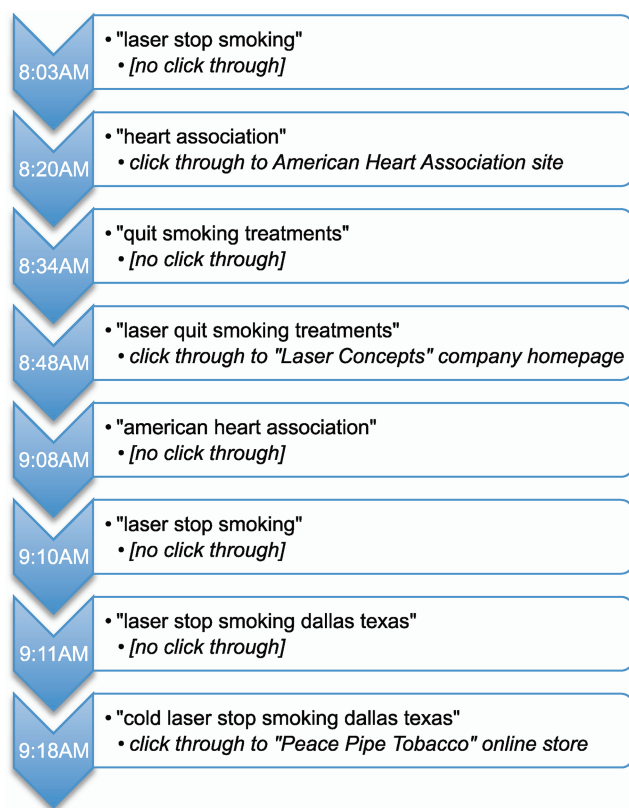 8:03AM
• "laser stop smoking"
• [no click through]
8:20AM
• "heart association"
• click through to American Heart Association site
8:34AM
• "quit smoking treatments"
• [no click through]
8:48AM
• "laser quit smoking treatments"
• click through to "Laser Concepts" company homepage
9:08AM
• "american heart association"
• [no click through]
9:10AM
• "laser stop smoking"
• [no click through]
9:11AM
• "laser stop smoking dallas texas"
• [no click through]
9:18AM
• "cold laser stop smoking dallas texas"
• click through to "Peace Pipe Tobacco" online store